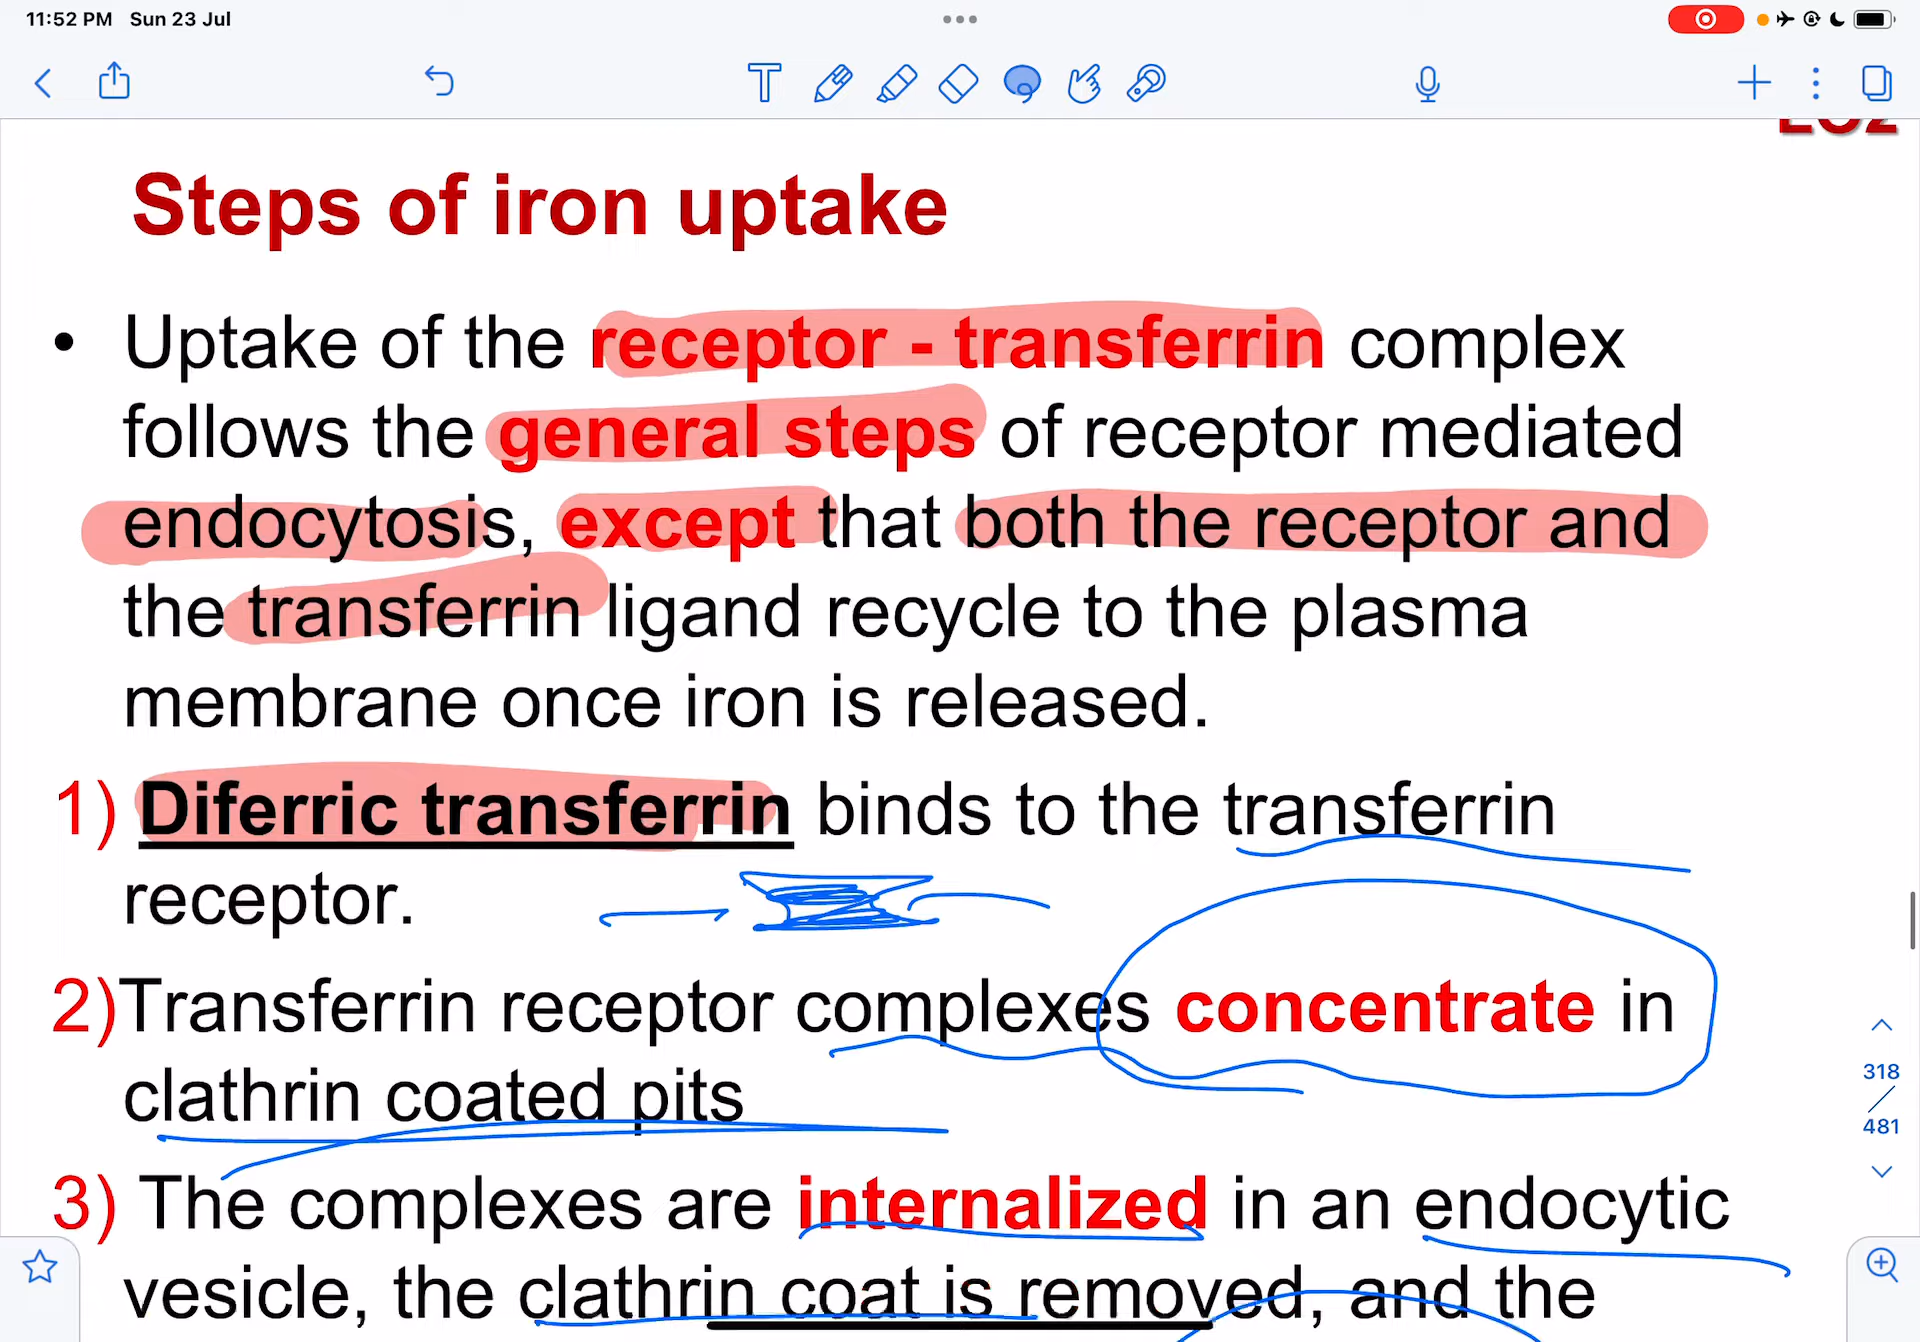 11:52 PM Sun 23 Jul
LO2
Steps of iron uptake
• Uptake of the receptor - transferrin complex
follows the general steps of receptor mediated
endocytosis, except that both the receptor and
the transferrin ligand recycle to the plasma
membrane once iron is released.
1) Diferric transferrin binds to the transferrin
receptor.
2)Transferrin receptor complexes concentrate in
clathrin coated pits
3) The complexes are internalized in an endocytic
vesicle, the clathrin coat is removed, and the
318
/
481